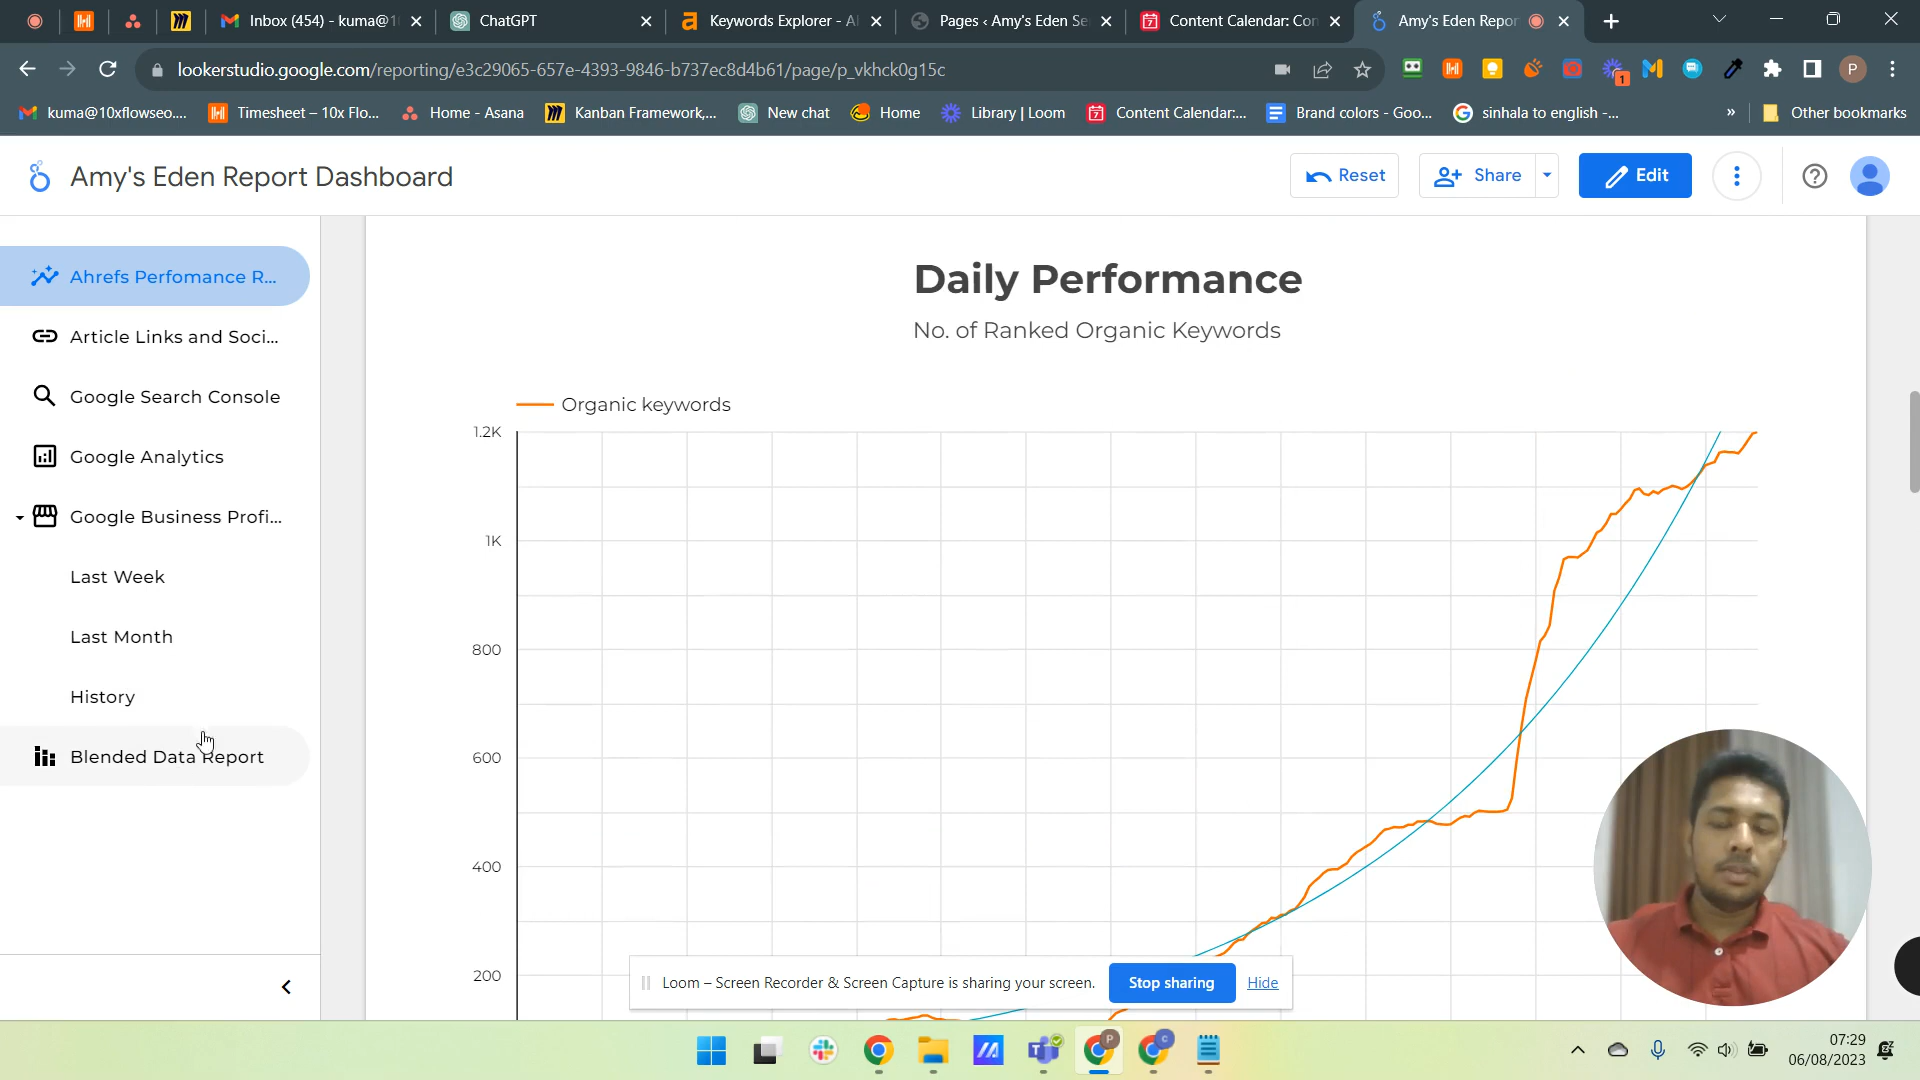 Inbox (454) - kuma@1
ChatGPT
Keywords Explorer - A
Pages ‹ Amy's Eden Se
Content Calendar: Con
Amy's Eden Repor
lookerstudio.google.com/reporting/e3c29065-657e-4393-9846-b737ec8d4b61/page/p_vkhck0g15c
1
P
kuma@10xflowseo....
Timesheet – 10x Flo...
Home - Asana
Kanban Framework,...
New chat
Home
Library | Loom
Content Calendar:...
Brand colors - Goo...
sinhala to english -...
»
Other bookmarks
Amy's Eden Report Dashboard
Reset
Share
Edit
Ahrefs Perfomance R...
Article Links and Soci...
Google Search Console
Google Analytics
Google Business Profi...
Last Week
Last Month
History
Blended Data Report
Daily Performance
No. of Ranked Organic Keywords
Organic keywords
1.2K
1K
800
600
400
200
Loom – Screen Recorder & Screen Capture is sharing your screen.
Stop sharing
Hide
07:29
06/08/2023